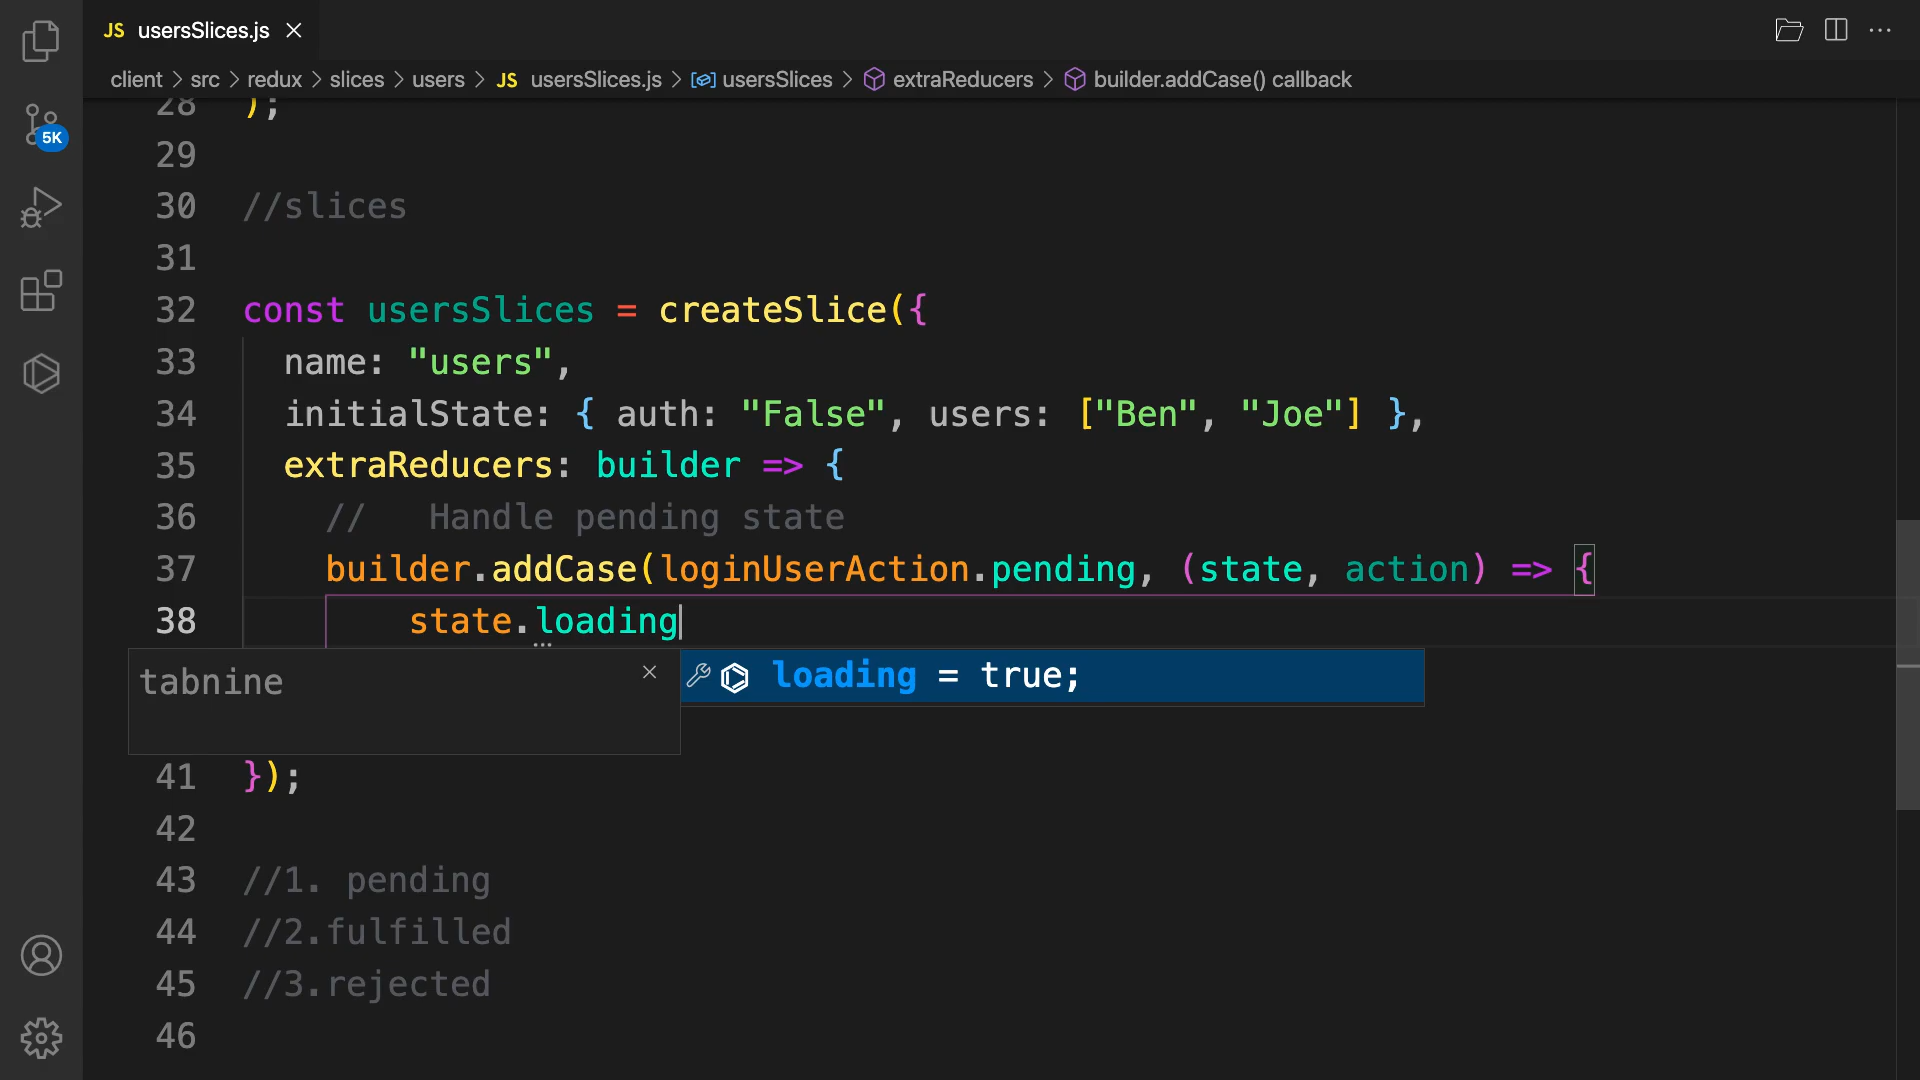 JS usersSlices.js
client > src > redux > slices > users > JS usersSlices.js > usersSlices > extraReducers > builder.addCase() callback
5K
28 );
29
30 //slices
31
32 const usersSlices = createSlice({
33 name: "users",
34 initialState: { auth: "False", users: ["Ben", "Joe"] },
35 extraReducers: builder => {
36 //   Handle pending state
37 builder.addCase(loginUserAction.pending, (state, action) => {
38 state.loading
tabnine
loading = true;
41 });
42
43 //1. pending
44 //2.fulfilled
45 //3.rejected
46